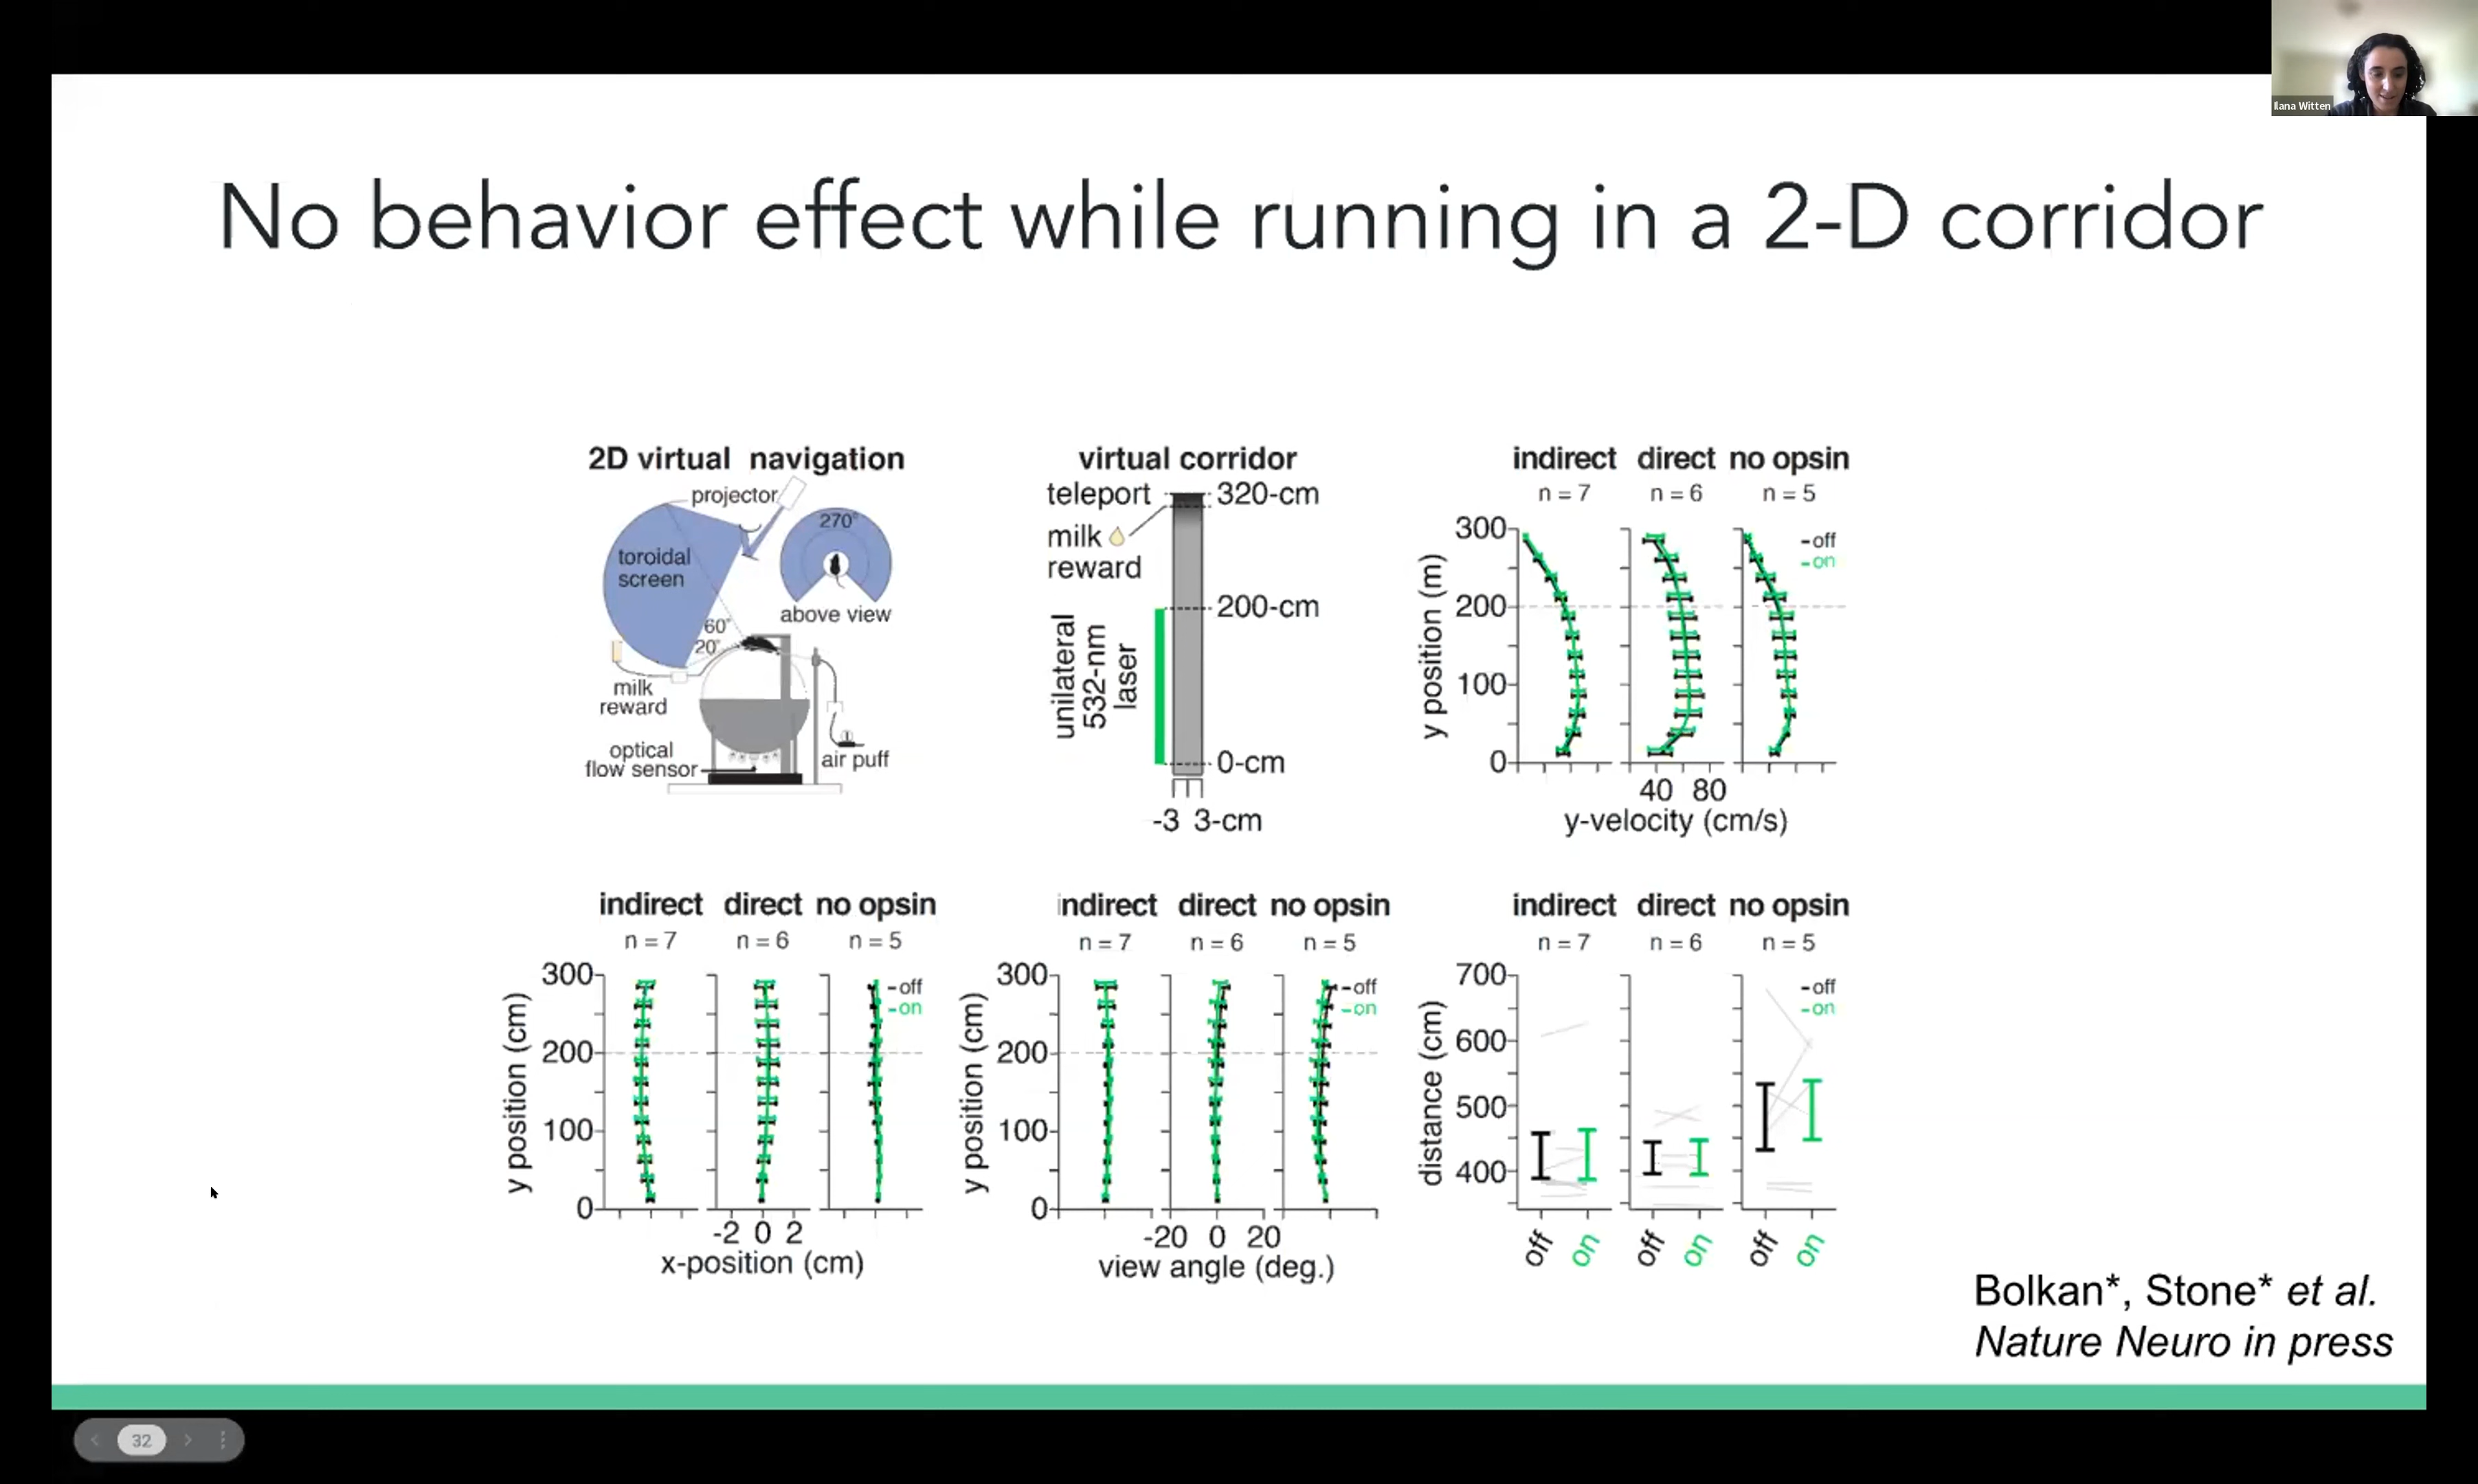 Ilana Witten
No behavior effect while running in a 2-D corridor
2D virtual navigation
projector
270°
toroidal
screen
above view
60°
20°
milk
reward
optical
flow sensor
air puff
virtual corridor
teleport
320-cm
milk
reward
200-cm
unilateral
532-nm
laser
0-cm
-3 3-cm
indirect direct no opsin
n = 7 n = 6 n = 5
y position (m)
300
200
100
0
-off
-on
40 80
y-velocity (cm/s)
indirect direct no opsin
n = 7 n = 6 n = 5
y position (cm)
300
200
100
0
-off
-on
-2 0 2
x-position (cm)
indirect direct no opsin
n = 7 n = 6 n = 5
y position (cm)
300
200
100
0
-off
-on
-20 0 20
view angle (deg.)
indirect direct no opsin
n = 7 n = 6 n = 5
distance (cm)
700
600
500
400
-off
-on
off on off on off on
Bolkan*, Stone* et al.
Nature Neuro in press
32